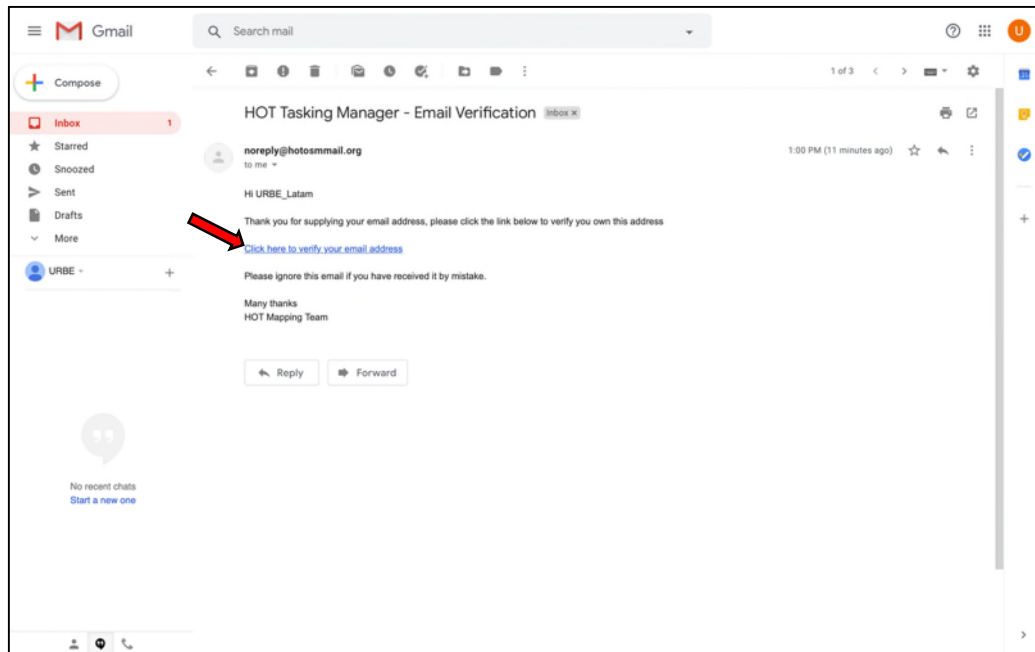 Gmail
Search mail
U
Compose
1 of 3
Inbox 1
Starred
Snoozed
Sent
Drafts
More
URBE
HOT Tasking Manager - Email Verification Inbox x
noreply@hotosmmail.org 1:00 PM (11 minutes ago)
to me
Hi URBE_Latam
Thank you for supplying your email address, please click the link below to verify you own this address
Click here to verify your email address
Please ignore this email if you have received it by mistake.
Many thanks
HOT Mapping Team
Reply Forward
No recent chats
Start a new one